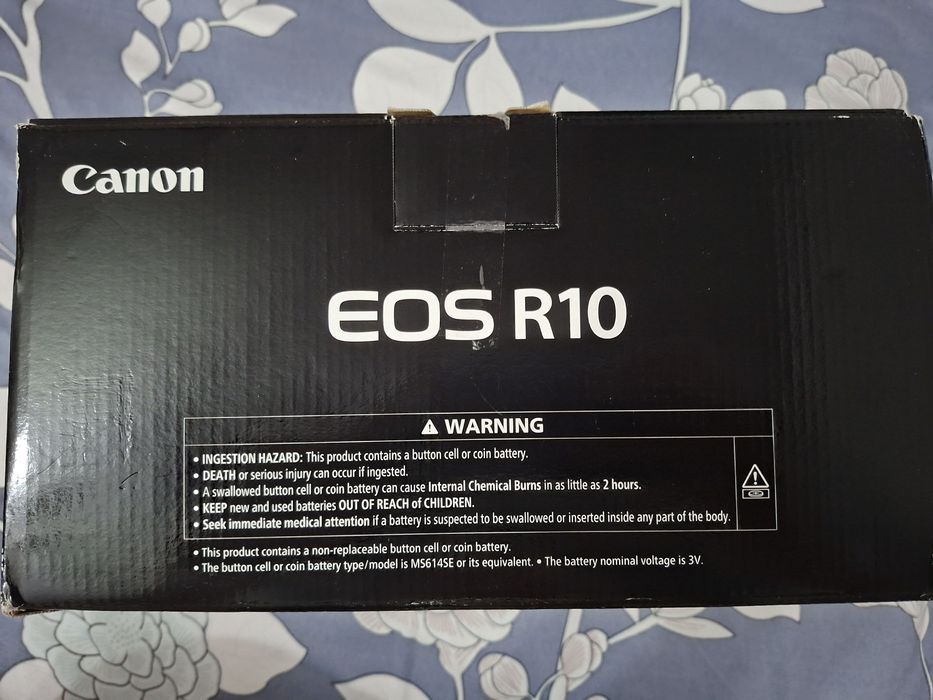 Canon
EOS R10
⚠ WARNING
• INGESTION HAZARD: This product contains a button cell or coin battery.
• DEATH or serious injury can occur if ingested.
• A swallowed button cell or coin battery can cause Internal Chemical Burns in as little as 2 hours.
• KEEP new and used batteries OUT OF REACH of CHILDREN.
• Seek immediate medical attention if a battery is suspected to be swallowed or inserted inside any part of the body.
• This product contains a non-replaceable button cell or coin battery.
• The button cell or coin battery type/model is MS614SE or its equivalent. • The battery nominal voltage is 3V.